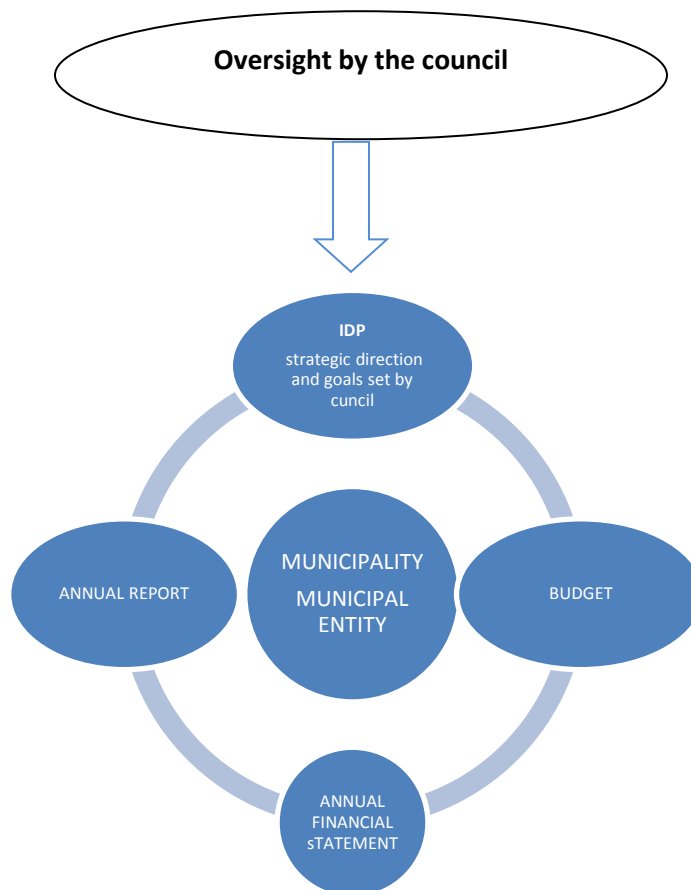 Oversight by the council
IDP
strategic direction
and goals set by
cuncil
MUNICIPALITY
MUNICIPAL
ENTITY
ANNUAL REPORT
BUDGET
ANNUAL
FINANCIAL
sTATEMENT